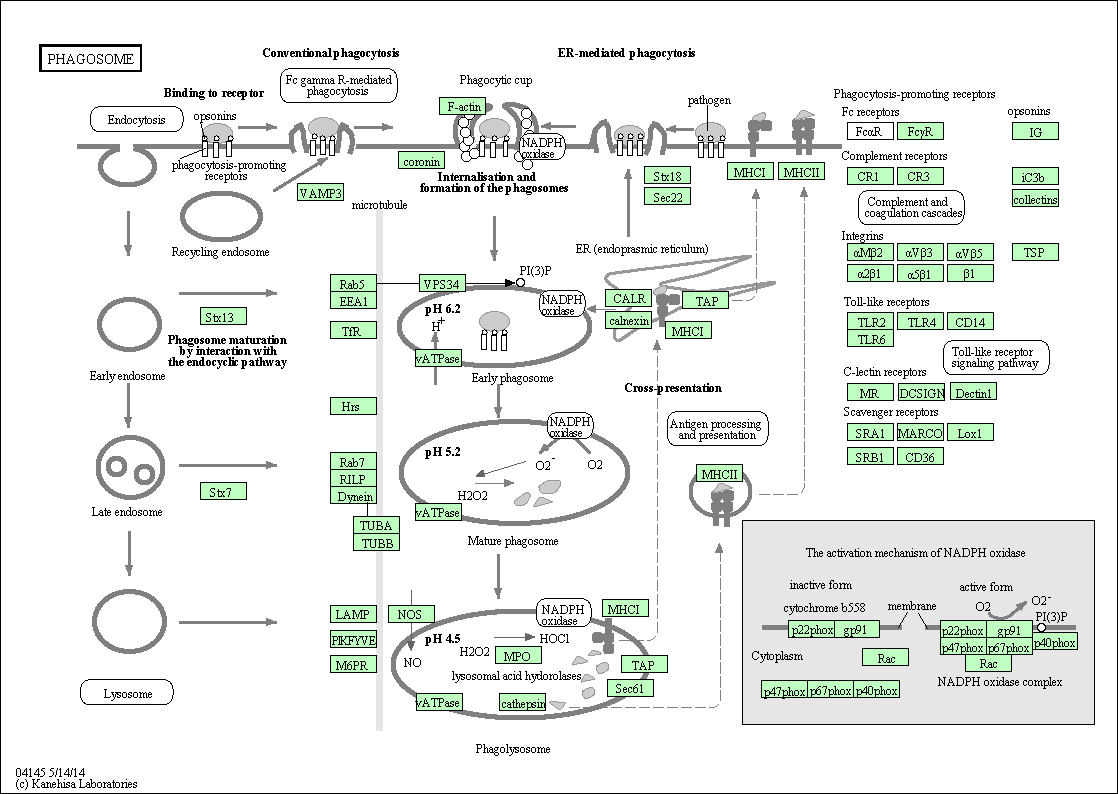 PHAGOSOME
Conventional phagocytosis
ER-mediated phagocytosis
Binding to receptor
Endocytosis
opsonins
phagocytosis-promoting
receptors
Fc gamma R-mediated
phagocytosis
VAMP3
Recycling endosome
microtubule
Phagocytic cup
F-actin
coronin
NADPH
oxidase
Internalisation and
formation of the phagosomes
pathogen
Stx18
Sec22
MHCI
MHCII
ER (endoprasmic reticulum)
Phagocytosis-promoting receptors
Fc receptors
opsonins
FcαR
FcγR
IG
Complement receptors
CR1
CR3
iC3b
collectins
Complement and
coagulation cascades
Integrins
αMβ2
αVβ3
αVβ5
TSP
α2β1
α5β1
β1
Toll-like receptors
TLR2
TLR4
CD14
TLR6
Toll-like receptor
signaling pathway
C-lectin receptors
MR
DCSIGN
Dectin1
Scavenger receptors
SRA1
MARCO
Lox1
SRB1
CD36
Stx13
Phagosome maturation
by interaction with
the endocyclic pathway
Early endosome
Rab5
EEA1
TfR
VPS34
PI(3)P
pH 6.2
H+
NADPH
oxidase
vATPase
Early phagosome
CALR
calnexin
TAP
MHCI
Hrs
Cross-presentation
Antigen processing
and presentation
Late endosome
Stx7
Rab7
RILP
Dynein
TUBA
TUBB
NADPH
oxidase
pH 5.2
O2-
O2
H2O2
vATPase
Mature phagosome
MHCII
Lysosome
LAMP
PIKFYVE
M6PR
NOS
NO
pH 4.5
NADPH
oxidase
H2O2
HOCl
MPO
lysosomal acid hydorolases
MHCI
TAP
Sec61
vATPase
cathepsin
Phagolysosome
The activation mechanism of NADPH oxidase
inactive form
active form
cytochrome b558
membrane
O2
O2-
PI(3)P
p22phox
gp91
p22phox
gp91
p47phox
p67phox
p40phox
Cytoplasm
Rac
Rac
p47phox
p67phox
p40phox
NADPH oxidase complex
04145 5/14/14
(c) Kanehisa Laboratories